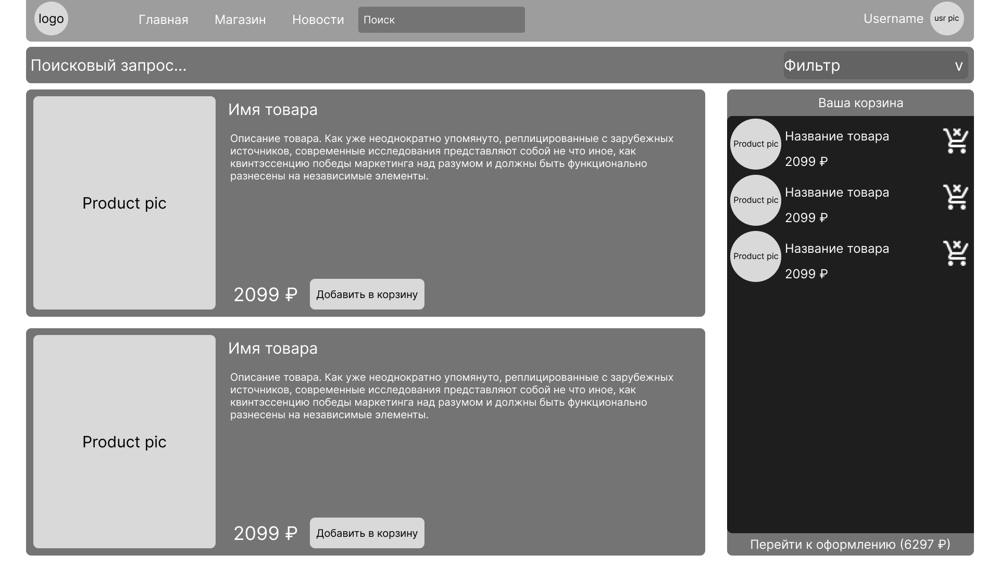 logo
Главная
Магазин
Новости
Поиск
Username
usr pic
Поисковый запрос...
Фильтр
v
Product pic
Имя товара
Описание товара. Как уже неоднократно упомянуто, реплицированные с зарубежных
источников, современные исследования представляют собой не что иное, как
квинтэссенцию победы маркетинга над разумом и должны быть функционально
разнесены на независимые элементы.
2099 ₽
Добавить в корзину
Product pic
Имя товара
Описание товара. Как уже неоднократно упомянуто, реплицированные с зарубежных
источников, современные исследования представляют собой не что иное, как
квинтэссенцию победы маркетинга над разумом и должны быть функционально
разнесены на независимые элементы.
2099 ₽
Добавить в корзину
Ваша корзина
Product pic
Название товара
2099 ₽
Product pic
Название товара
2099 ₽
Product pic
Название товара
2099 ₽
Перейти к оформлению (6297 ₽)